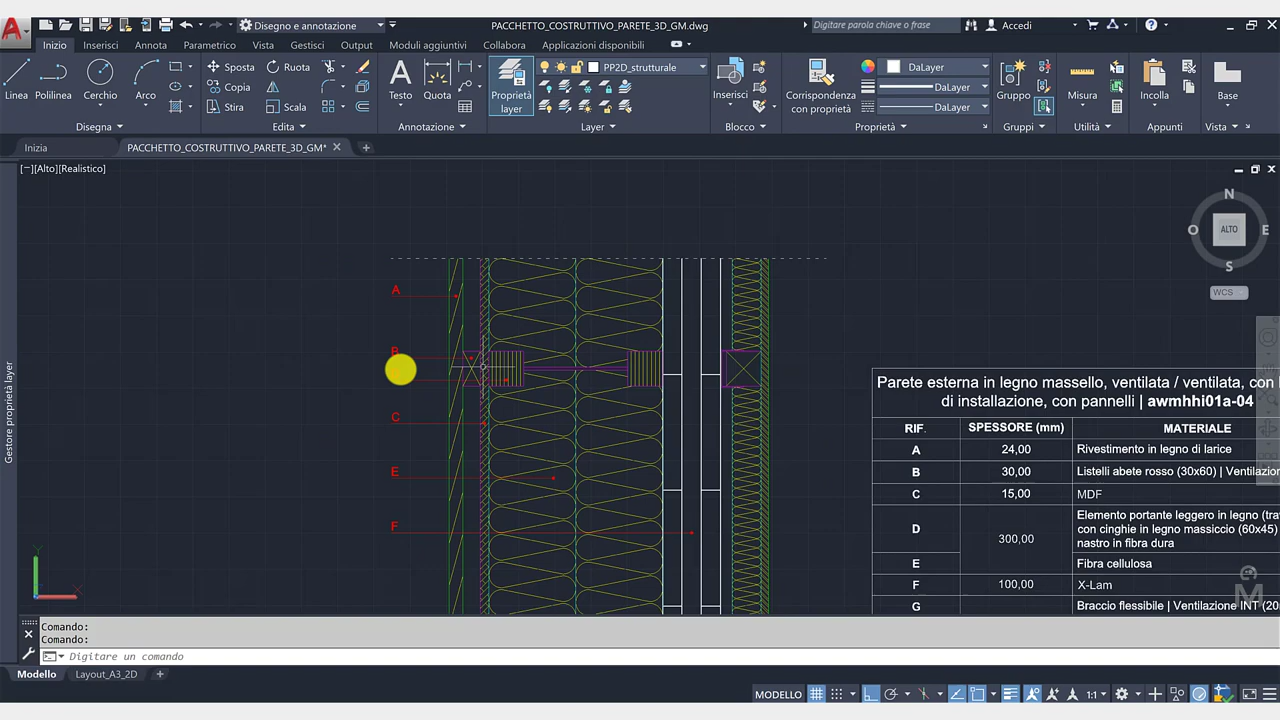 Disegno e annotazione
PACCHETTO_COSTRUTTIVO_PARETE_3D_GM.dwg
Digitare parola chiave o frase
Accedi
Inizio
Inserisci
Annota
Parametrico
Vista
Gestisci
Output
Moduli aggiuntivi
Collabora
Applicazioni disponibili
Linea
Polilinea
Cerchio
Arco
Sposta
Ruota
Copia
Stira
Scala
Testo
Quota
Proprietà
layer
PP2D_strutturale
Inserisci
Corrispondenza
con proprietà
DaLayer
DaLayer
DaLayer
Gruppo
Misura
Incolla
Base
Disegna
Edita
Annotazione
Layer
Blocco
Proprietà
Gruppi
Utilità
Appunti
Vista
Inizia
PACCHETTO_COSTRUTTIVO_PARETE_3D_GM*
[−][Alto][Realistico]
N
O
ALTO
E
S
WCS
Gestore proprietà layer
A
B
C
E
F
Parete esterna in legno massello, ventilata / ventilata, con
di installazione, con pannelli | awmhhi01a-04
RIF. SPESSORE (mm) MATERIALE
A 24,00 Rivestimento in legno di larice
B 30,00 Listelli abete rosso (30x60) | Ventilazion
C 15,00 MDF
D 300,00 Elemento portante leggero in legno (tra
con cinghie in legno massiccio (60x45)
nastro in fibra dura
E Fibra cellulosa
F 100,00 X-Lam
G Braccio flessibile | Ventilazione INT (20
Y
X
M
Comando:
Comando:
Digitare un comando
Modello
Layout_A3_2D
MODELLO
1:1